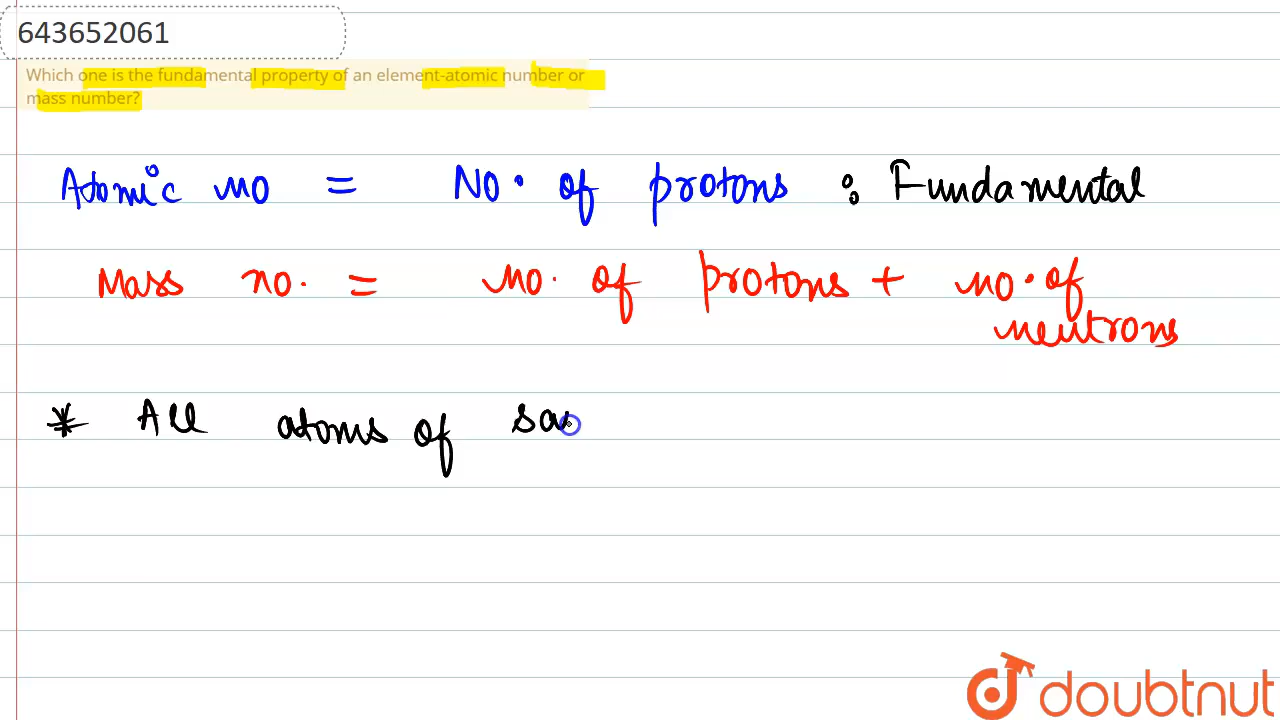 643652061
Which one is the fundamental property of an element-atomic number or
mass number?
Atomic no = No. of protons : Fundamental
Mass no. = no. of protons + no. of
neutrons
* All atoms of sa
doubtnut